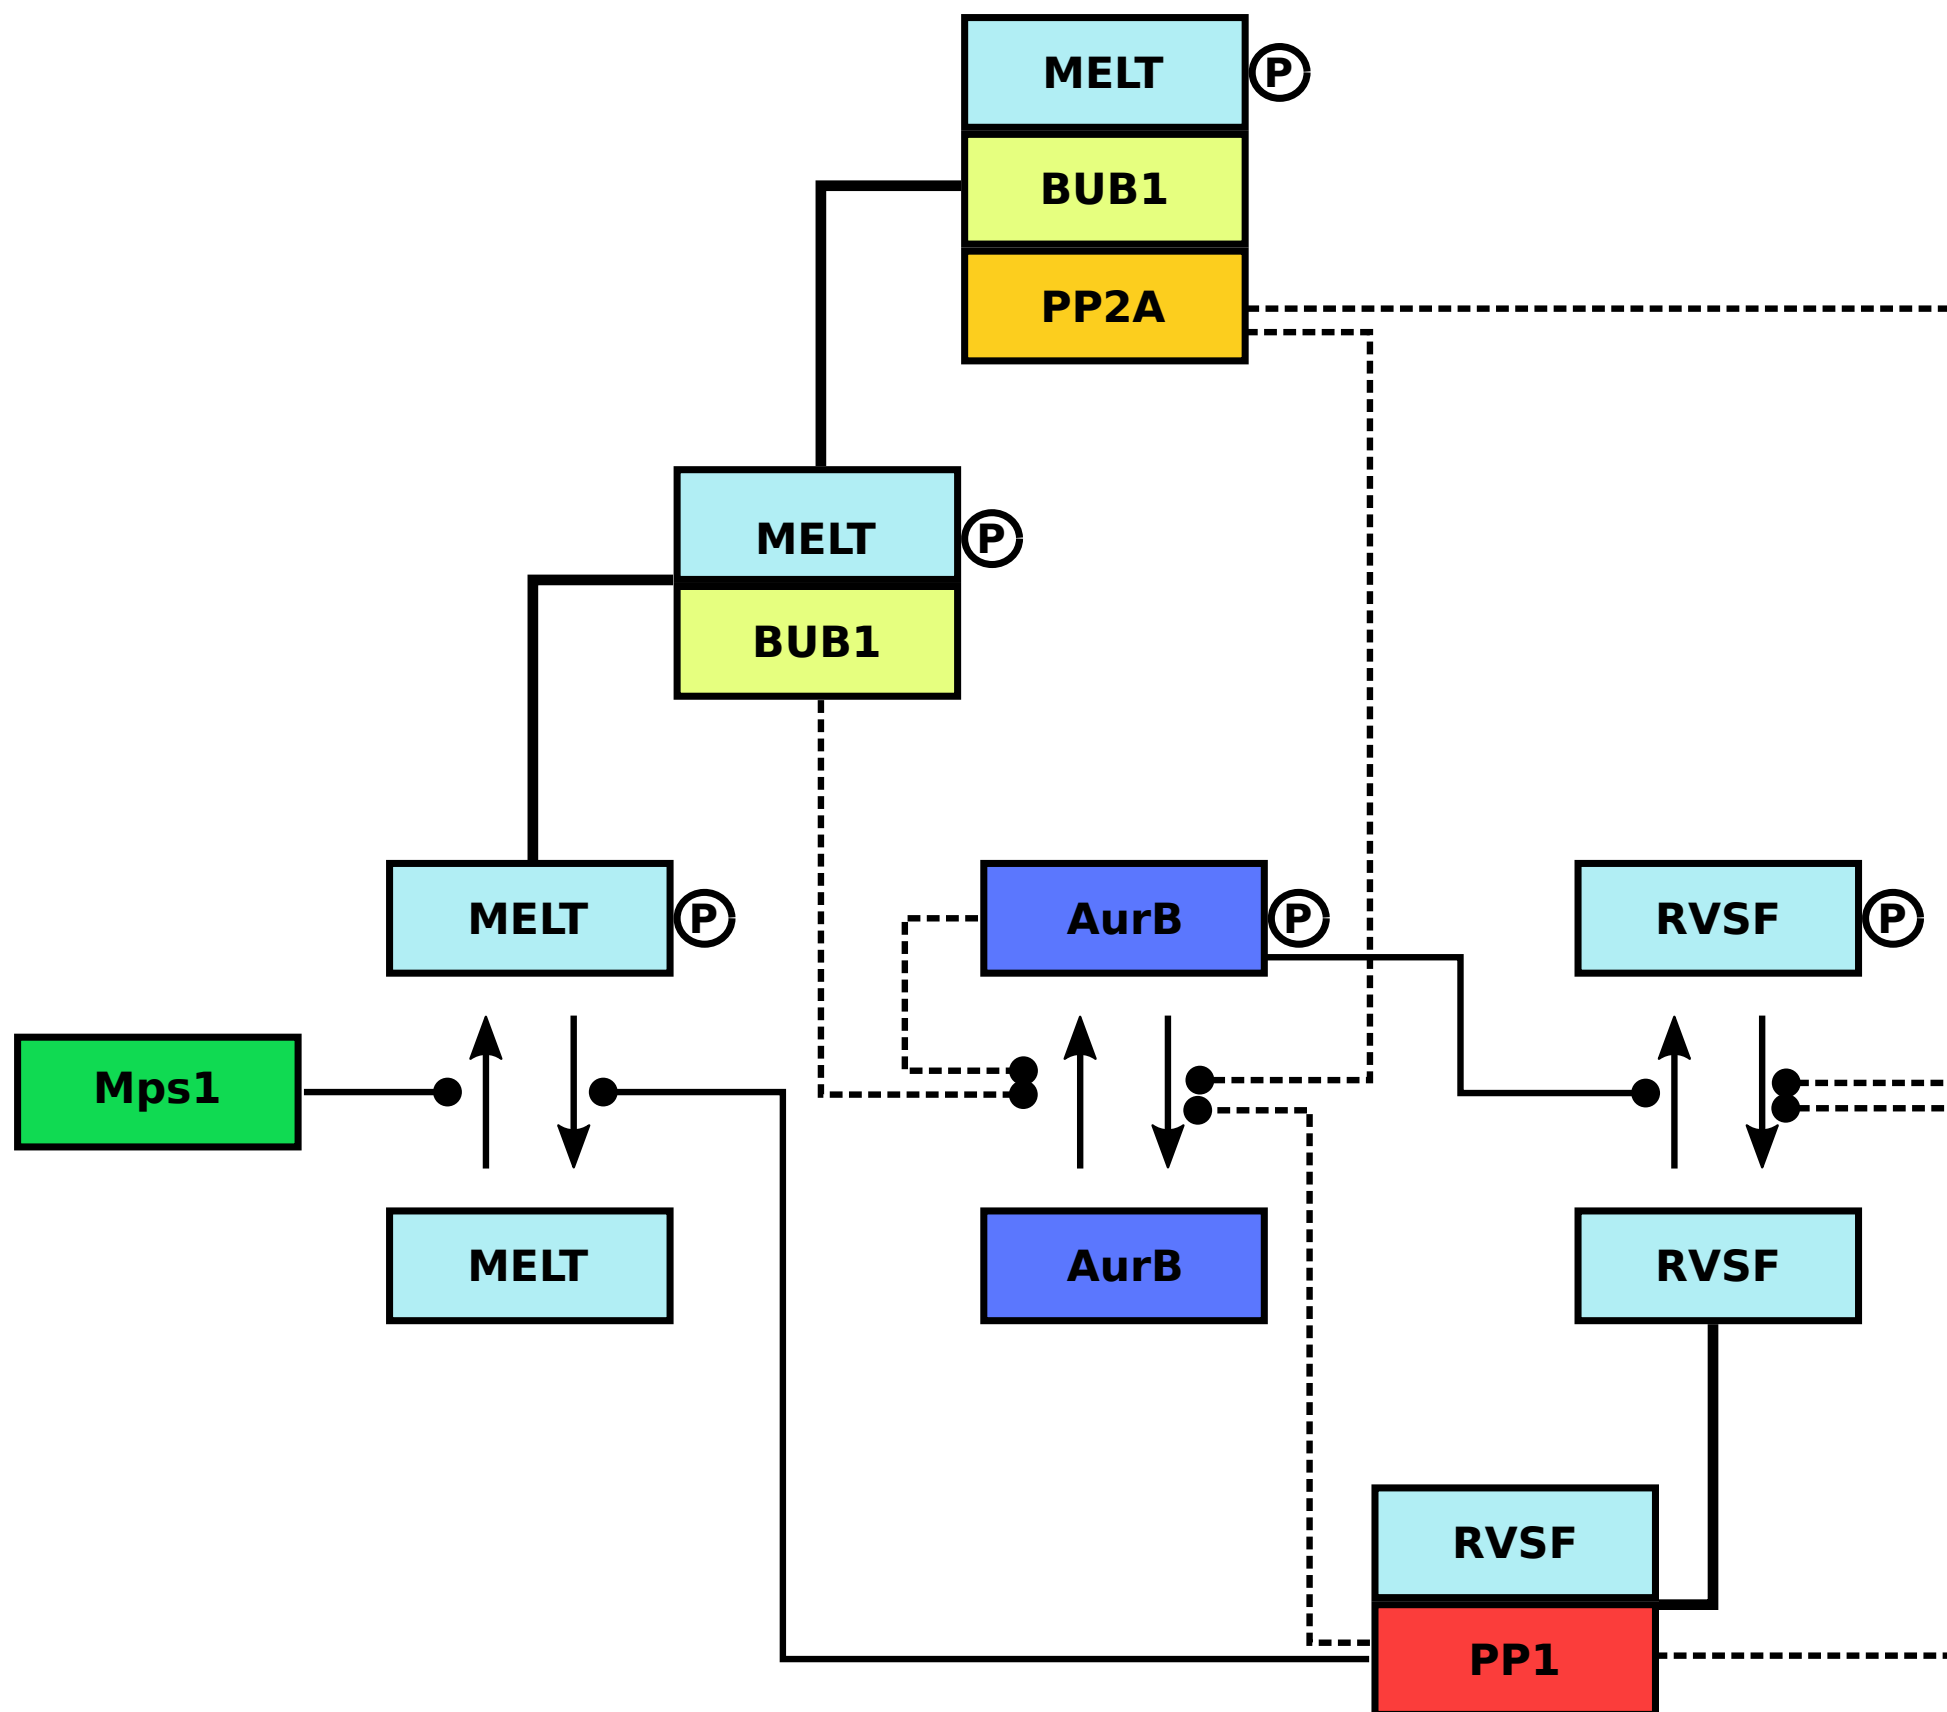 MELT P
BUB1
PP2A
MELT P
BUB1
MELT P
AurB P
RVSF P
Mps1
MELT
AurB
RVSF
RVSF
PP1